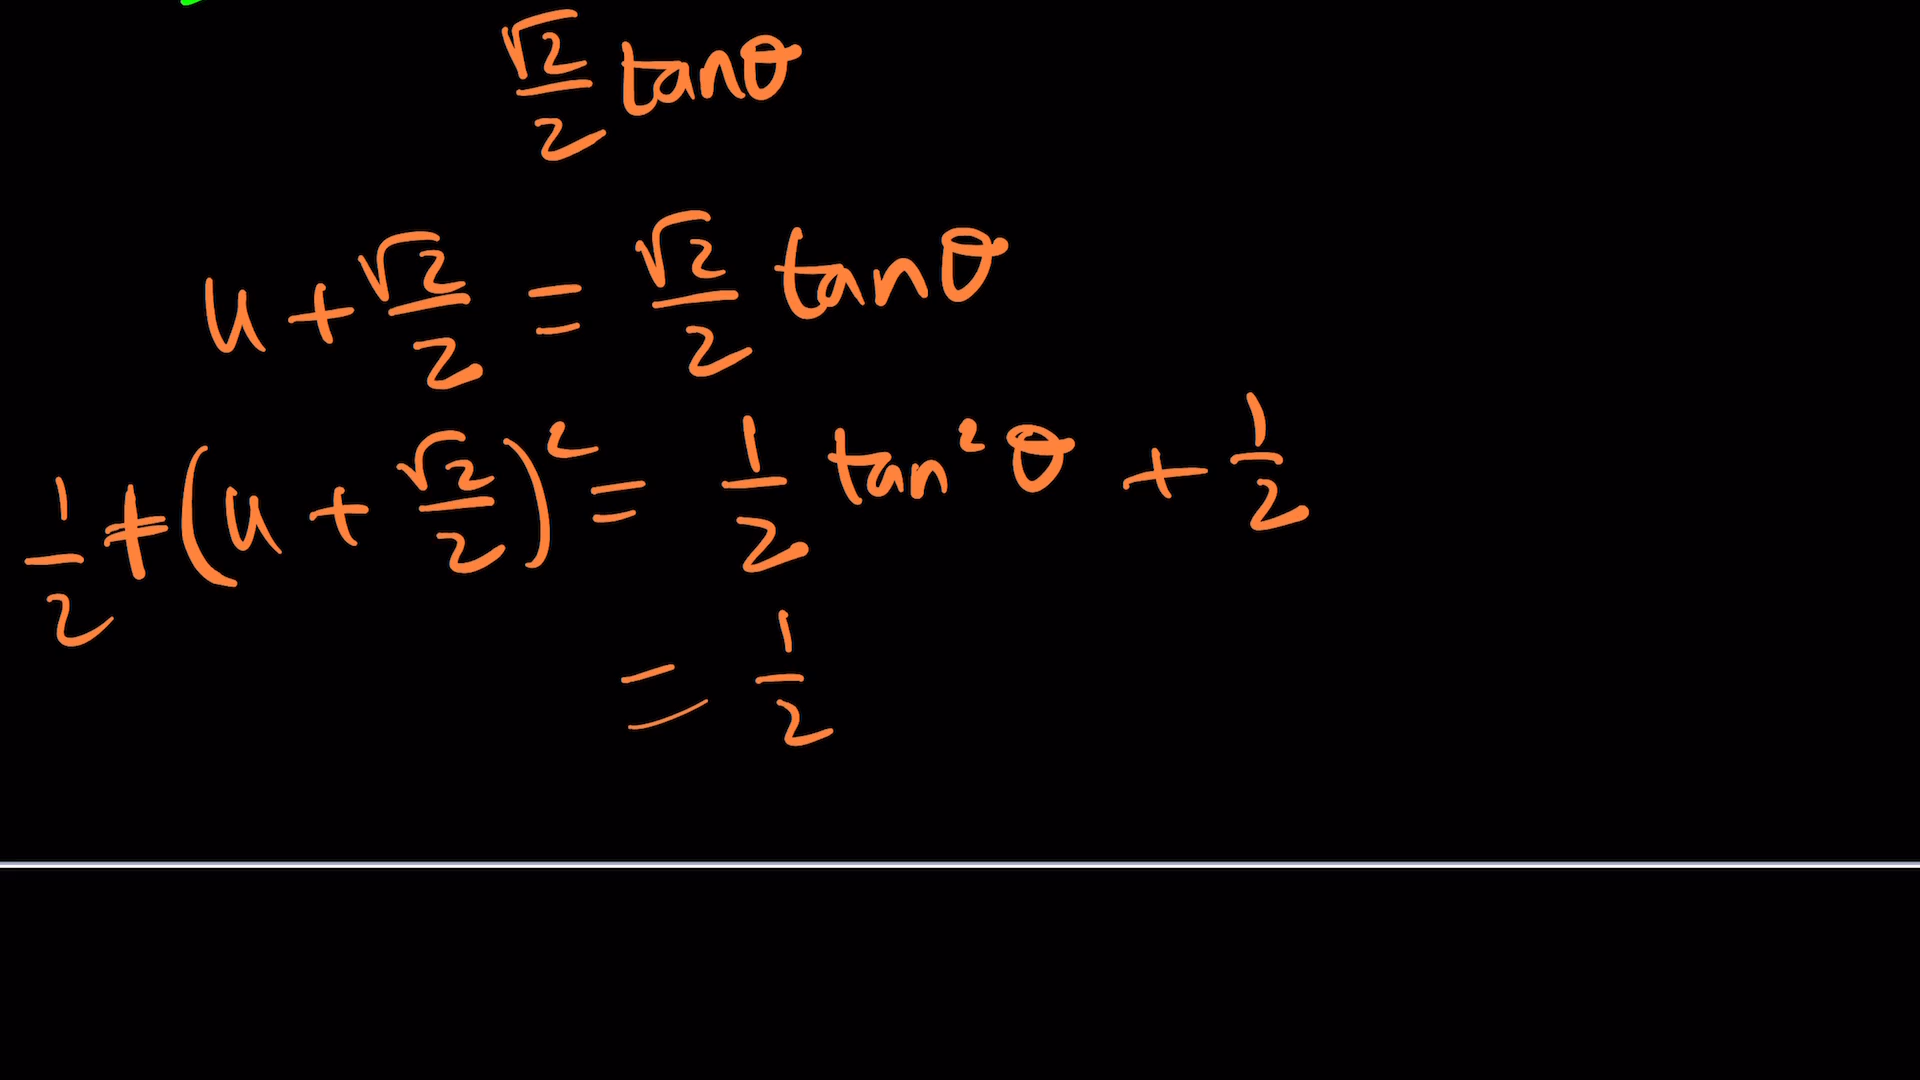 √2/2 tanθ
u + √2/2 = √2/2 tanθ
1/2 + (u + √2/2)² = 1/2 tan²θ + 1/2
= 1/2